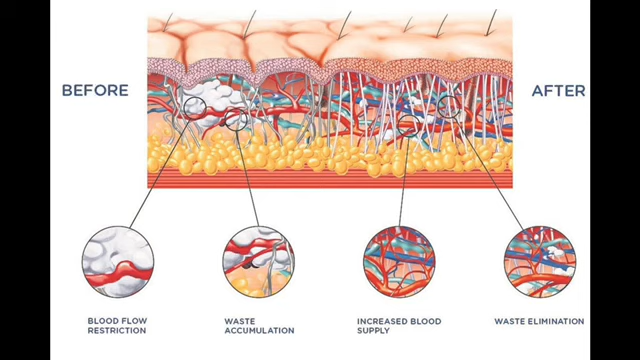 BEFORE
AFTER
BLOOD FLOW
RESTRICTION
WASTE
ACCUMULATION
INCREASED BLOOD
SUPPLY
WASTE ELIMINATION